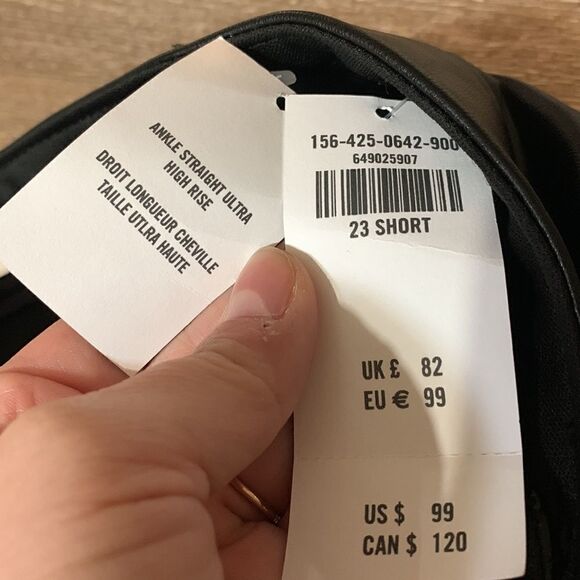 ANKLE STRAIGHT ULTRA
HIGH RISE
DROIT LONGUEUR CHEVILLE
TAILLE UTLRA HAUTE
156-425-0642-900
649025907
23 SHORT
UK £ 82
EU € 99
US $ 99
CAN $ 120